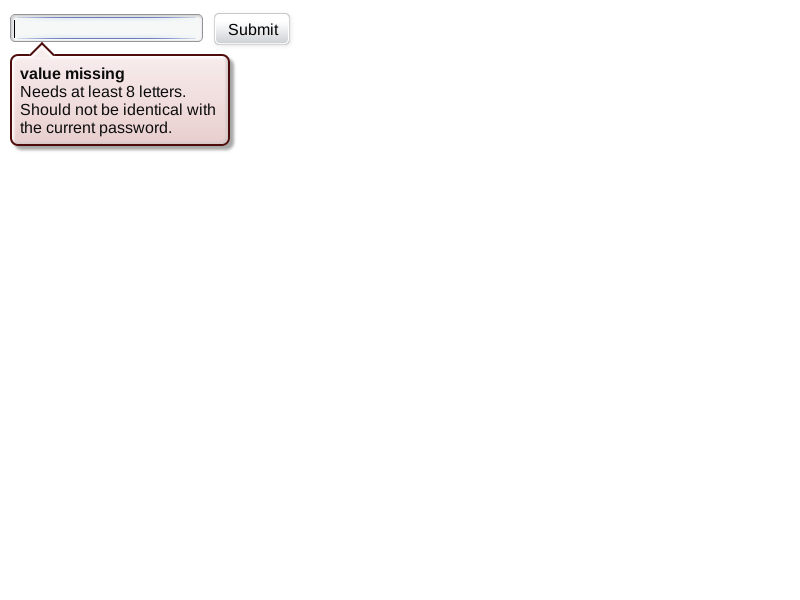 Submit
value missing
Needs at least 8 letters.
Should not be identical with
the current password.